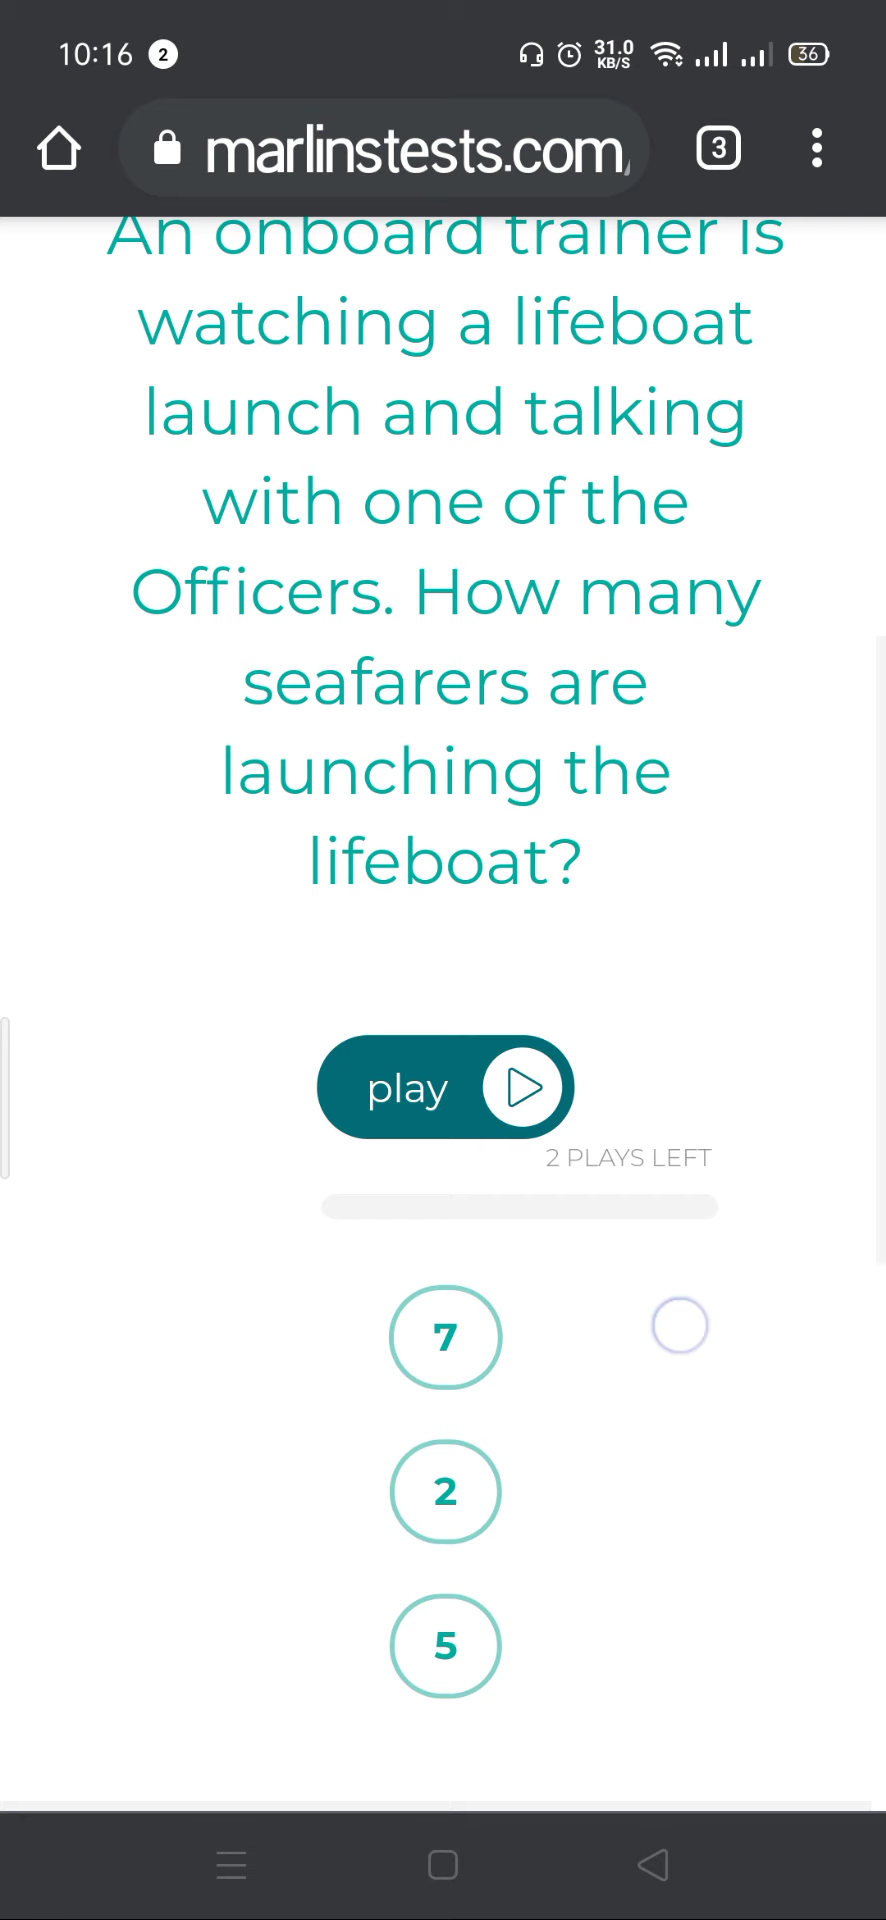 10:16 2 31.0 KB/S 36
marlinstests.com 3
An onboard trainer is
watching a lifeboat
launch and talking
with one of the
Officers. How many
seafarers are
launching the
lifeboat?
play
2 PLAYS LEFT
7
2
5